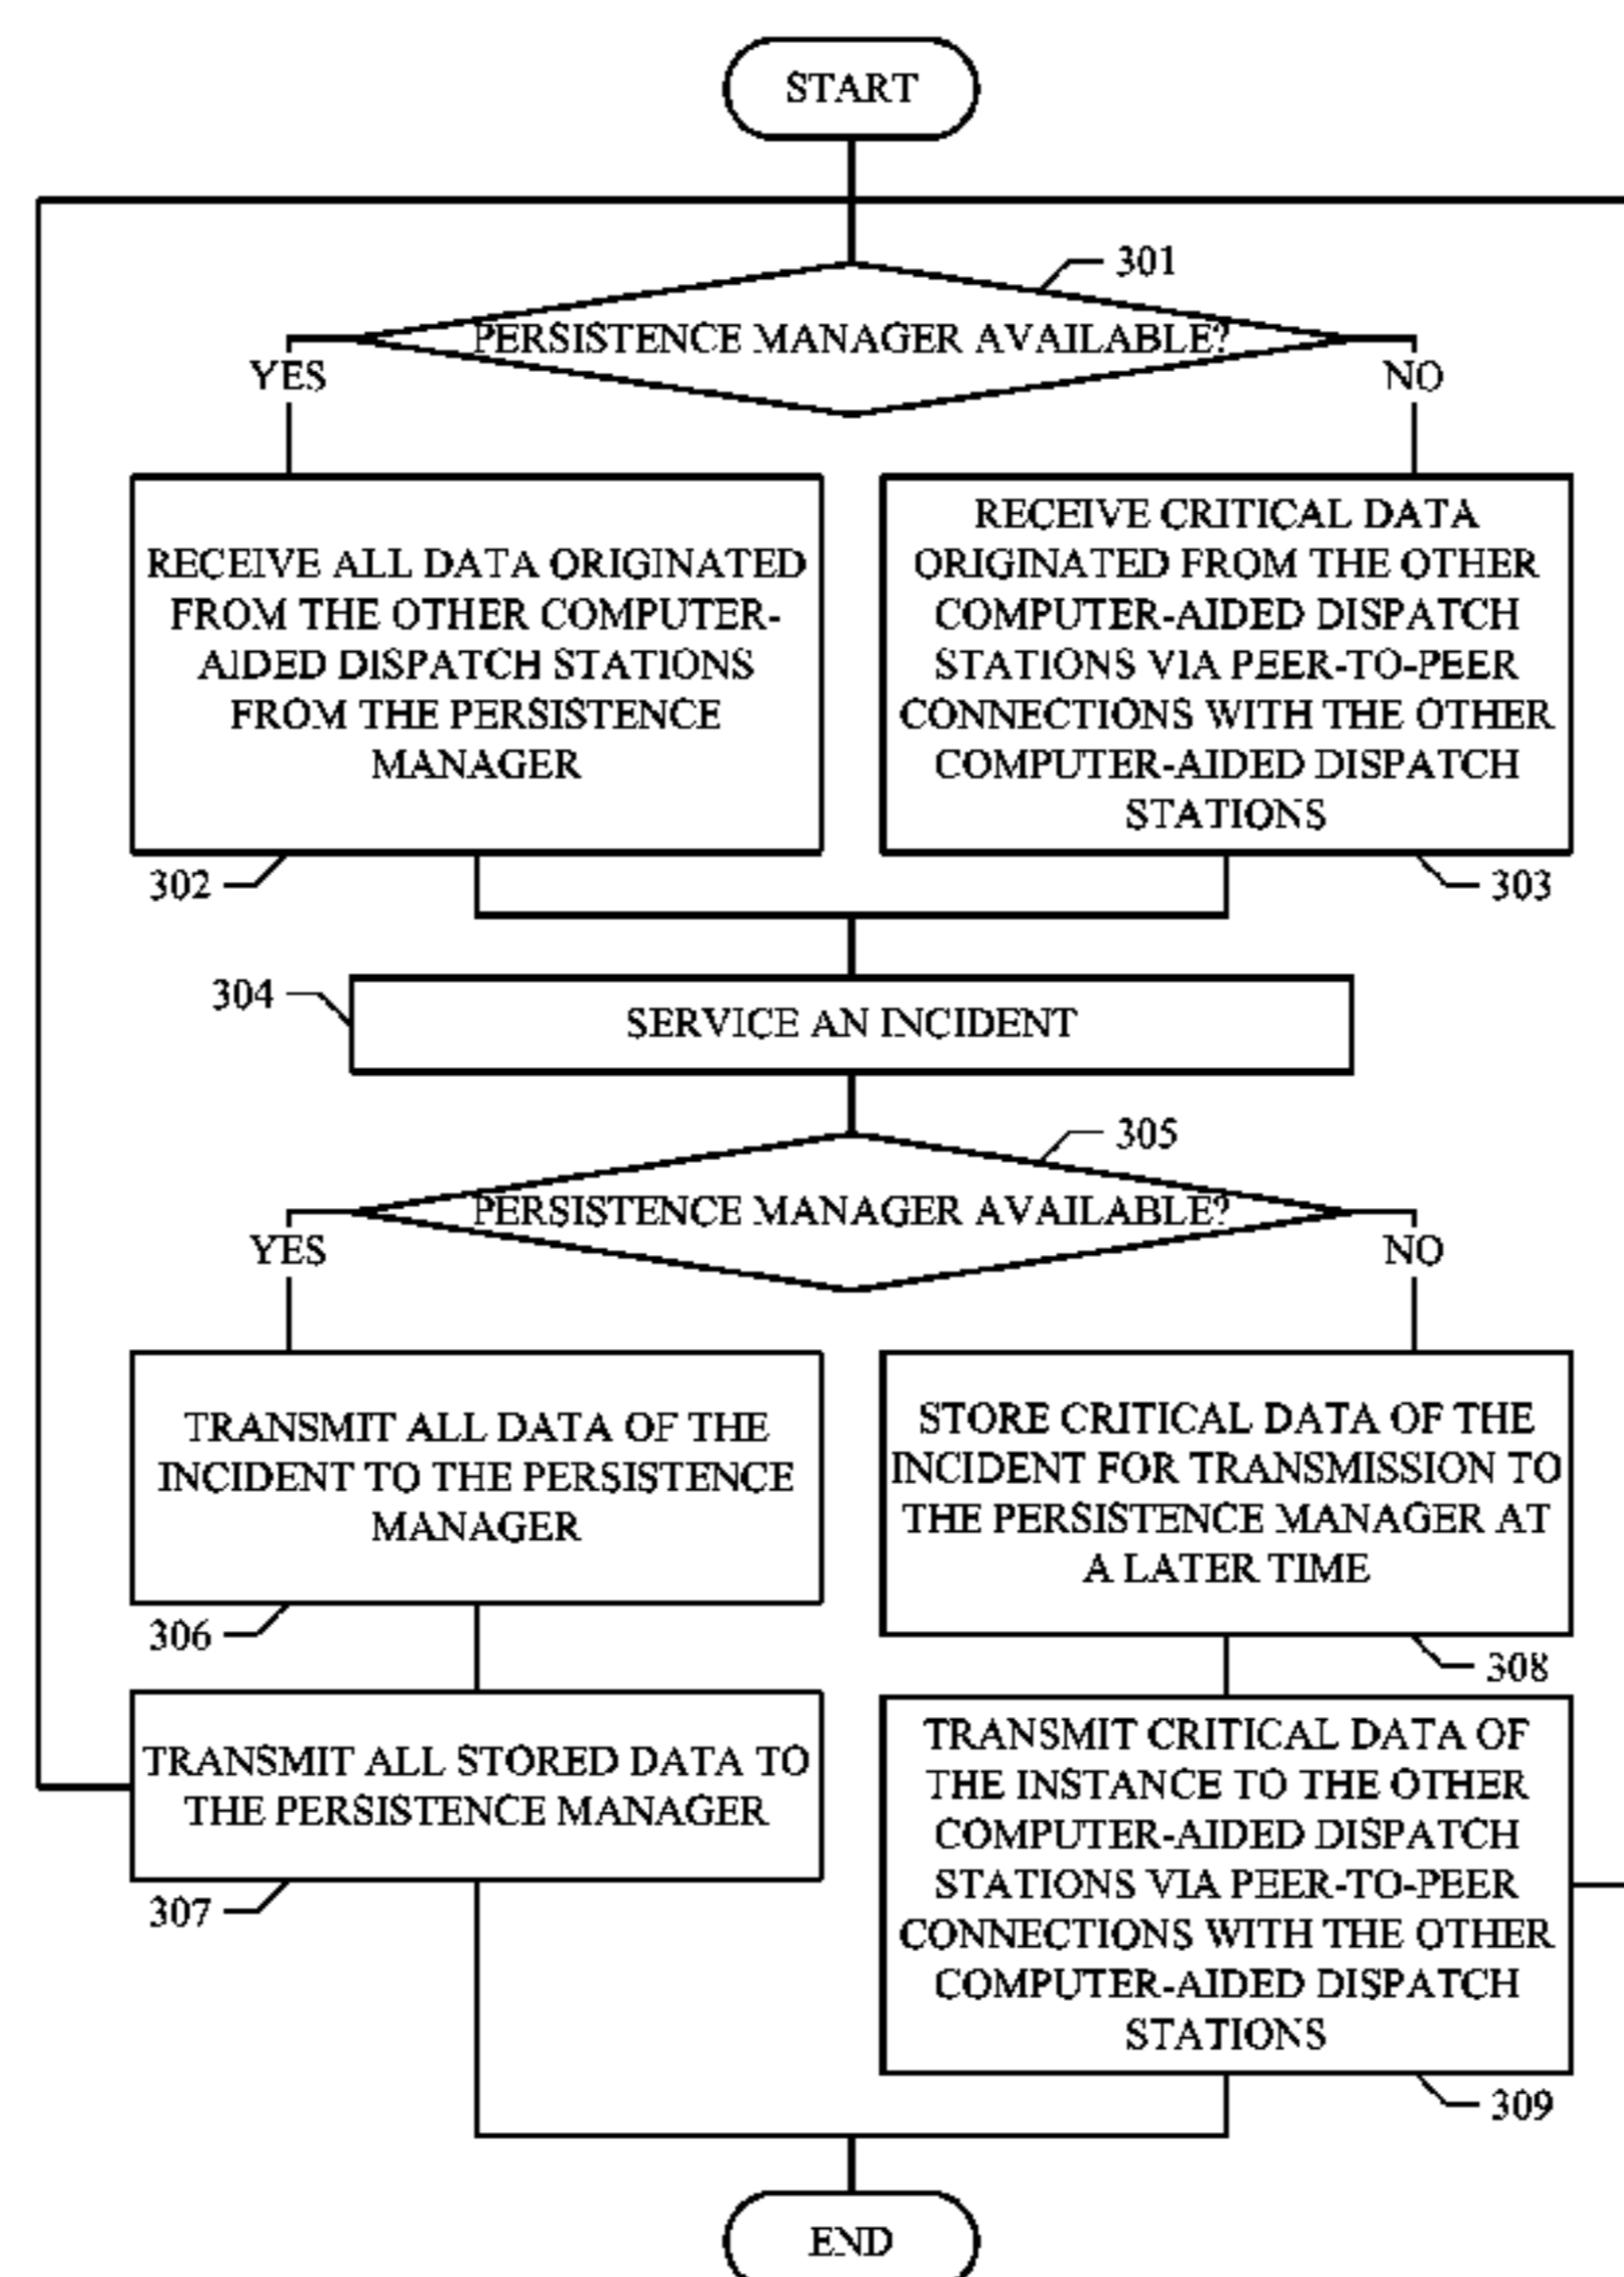 START
301
PERSISTENCE MANAGER AVAILABLE?
YES
NO
RECEIVE ALL DATA ORIGINATED
FROM THE OTHER COMPUTER-
AIDED DISPATCH STATIONS
FROM THE PERSISTENCE
MANAGER
302
RECEIVE CRITICAL DATA
ORIGINATED FROM THE OTHER
COMPUTER-AIDED DISPATCH
STATIONS VIA PEER-TO-PEER
CONNECTIONS WITH THE OTHER
COMPUTER-AIDED DISPATCH
STATIONS
303
304
SERVICE AN INCIDENT
305
PERSISTENCE MANAGER AVAILABLE?
YES
NO
TRANSMIT ALL DATA OF THE
INCIDENT TO THE PERSISTENCE
MANAGER
306
STORE CRITICAL DATA OF THE
INCIDENT FOR TRANSMISSION TO
THE PERSISTENCE MANAGER AT
A LATER TIME
308
TRANSMIT ALL STORED DATA TO
THE PERSISTENCE MANAGER
307
TRANSMIT CRITICAL DATA OF
THE INSTANCE TO THE OTHER
COMPUTER-AIDED DISPATCH
STATIONS VIA PEER-TO-PEER
CONNECTIONS WITH THE OTHER
COMPUTER-AIDED DISPATCH
STATIONS
309
END